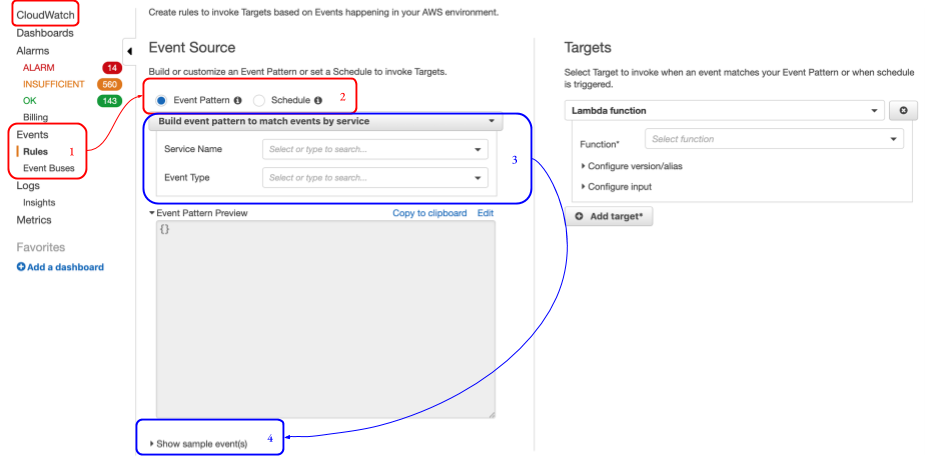 CloudWatch
Dashboards
Alarms
ALARM 14
INSUFFICIENT 560
OK 143
Billing
Events
Rules 1
Event Buses
Logs
Insights
Metrics
Favorites
Add a dashboard
Create rules to invoke Targets based on Events happening in your AWS environment.
Event Source
Build or customize an Event Pattern or set a Schedule to invoke Targets.
Event Pattern Schedule 2
Build event pattern to match events by service
Service Name Select or type to search...
3
Event Type Select or type to search...
Event Pattern Preview Copy to clipboard Edit
{}
Show sample event(s) 4
Targets
Select Target to invoke when an event matches your Event Pattern or when schedule
is triggered.
Lambda function
Function* Select function
Configure version/alias
Configure input
Add target*